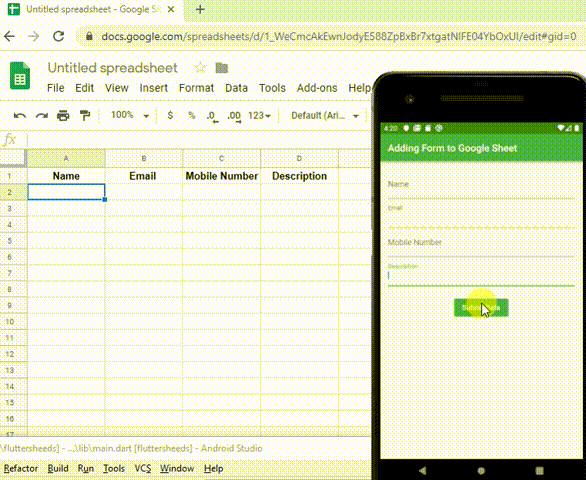 Untitled spreadsheet - Google She
docs.google.com/spreadsheets/d/1_WeCmcAkEwnJodyE588ZpBxBr7xtgatNIFE04YbOxUI/edit#gid=0
Untitled spreadsheet
File Edit View Insert Format Data Tools Add-ons Help
100% $ % .0 .00 123 Default (Ari...
fx
A B C D
1 Name Email Mobile Number Description
2
3
4
5
6
7
8
9
10
11
12
13
14
15
16
17
\fluttersheeds] - ...\lib\main.dart [fluttersheeds] - Android Studio
Refactor Build Run Tools VCS Window Help
4:20
Adding Form to Google Sheet
Name
Email
Mobile Number
Description